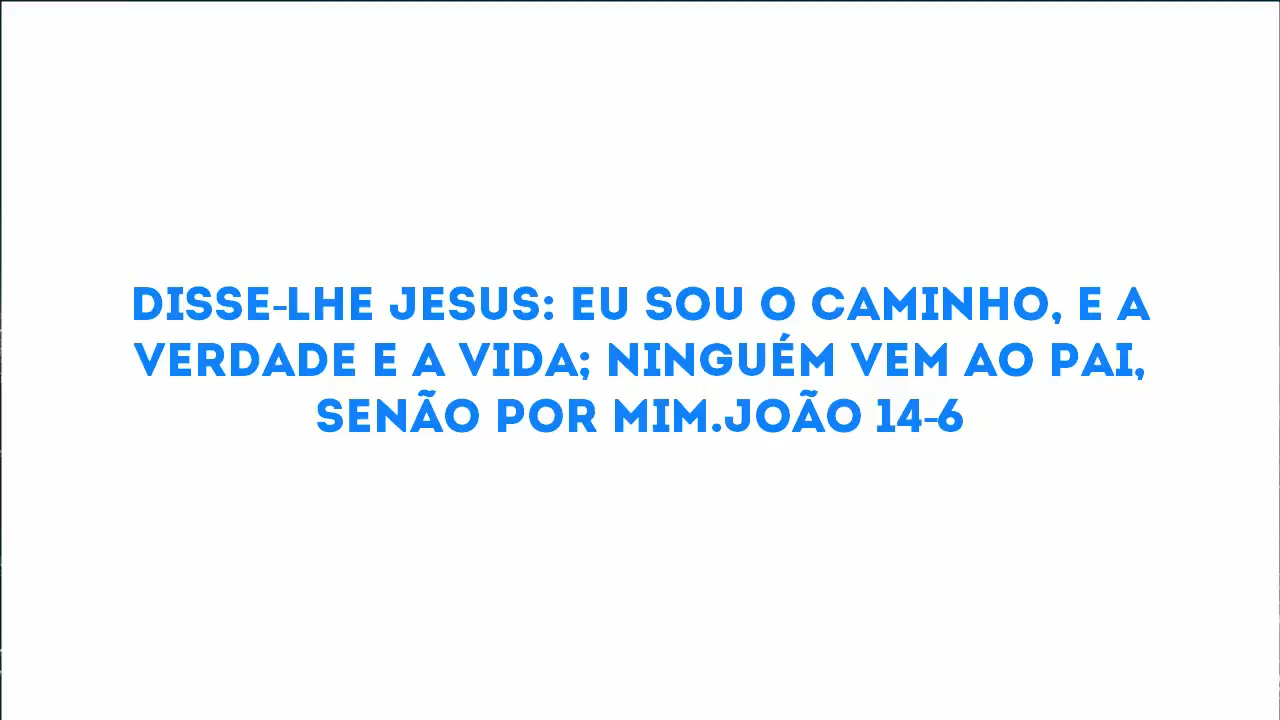 DISSE-LHE JESUS: EU SOU O CAMINHO, E A
VERDADE E A VIDA; NINGUÉM VEM AO PAI,
SENÃO POR MIM.JOÃO 14-6